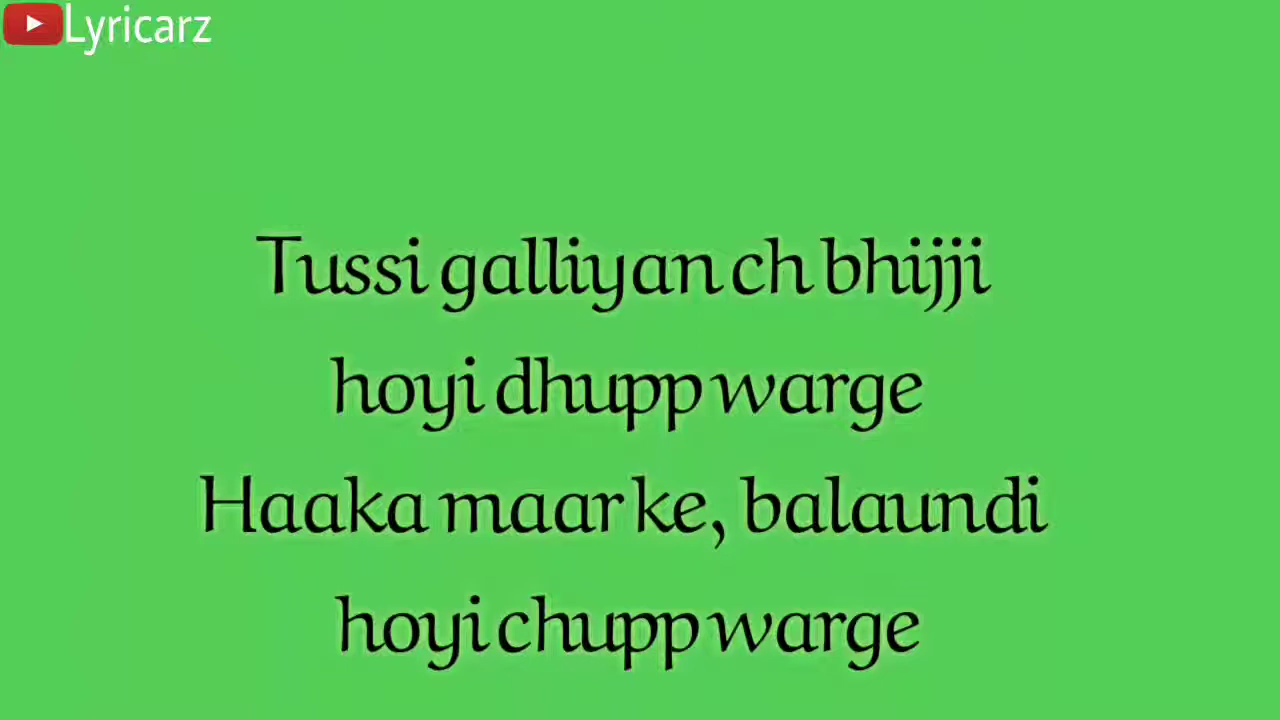 Lyricarz
Tussi galliyan ch bhijji
hoyi dhupp warge
Haaka maar ke, balaundi
hoyi chupp warge